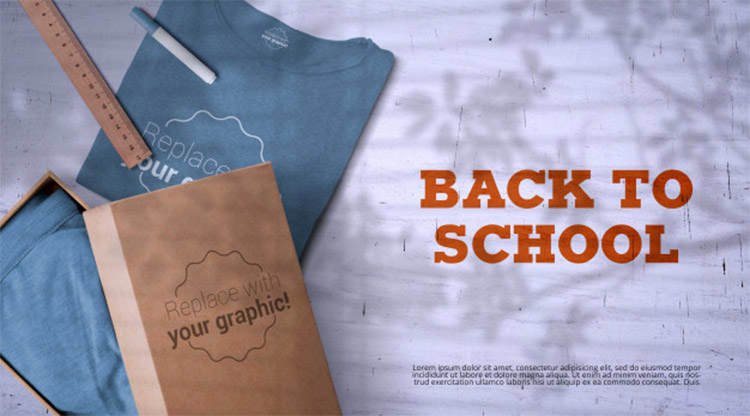 your graphic!
Replace
your
Replace with
your graphic!
BACK TO
SCHOOL
Lorem ipsum dolor sit amet, consectetur adipisicing elit, sed do eiusmod tempor
incididunt ut labore et dolore magna aliqua. Ut enim ad minim veniam, quis nos-
trud exercitation ullamco laboris nisi ut aliquip ex ea commodo consequat. Duis